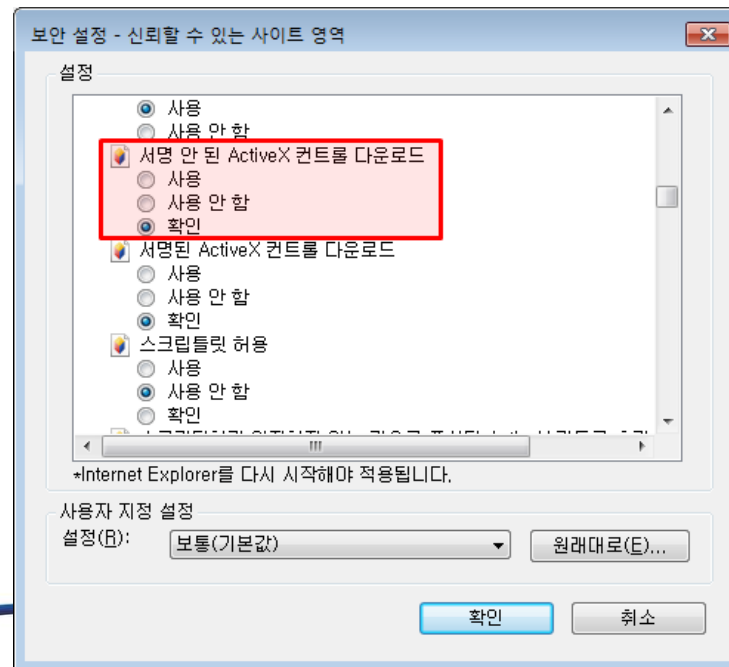 보안 설정 - 신뢰할 수 있는 사이트 영역
설정
사용
사용 안 함
서명 안 된 ActiveX 컨트롤 다운로드
사용
사용 안 함
확인
서명된 ActiveX 컨트롤 다운로드
사용
사용 안 함
확인
스크립틀릿 허용
사용
사용 안 함
확인
*Internet Explorer를 다시 시작해야 적용됩니다.
사용자 지정 설정
설정(R): 보통(기본값) 원래대로(E)...
확인 취소